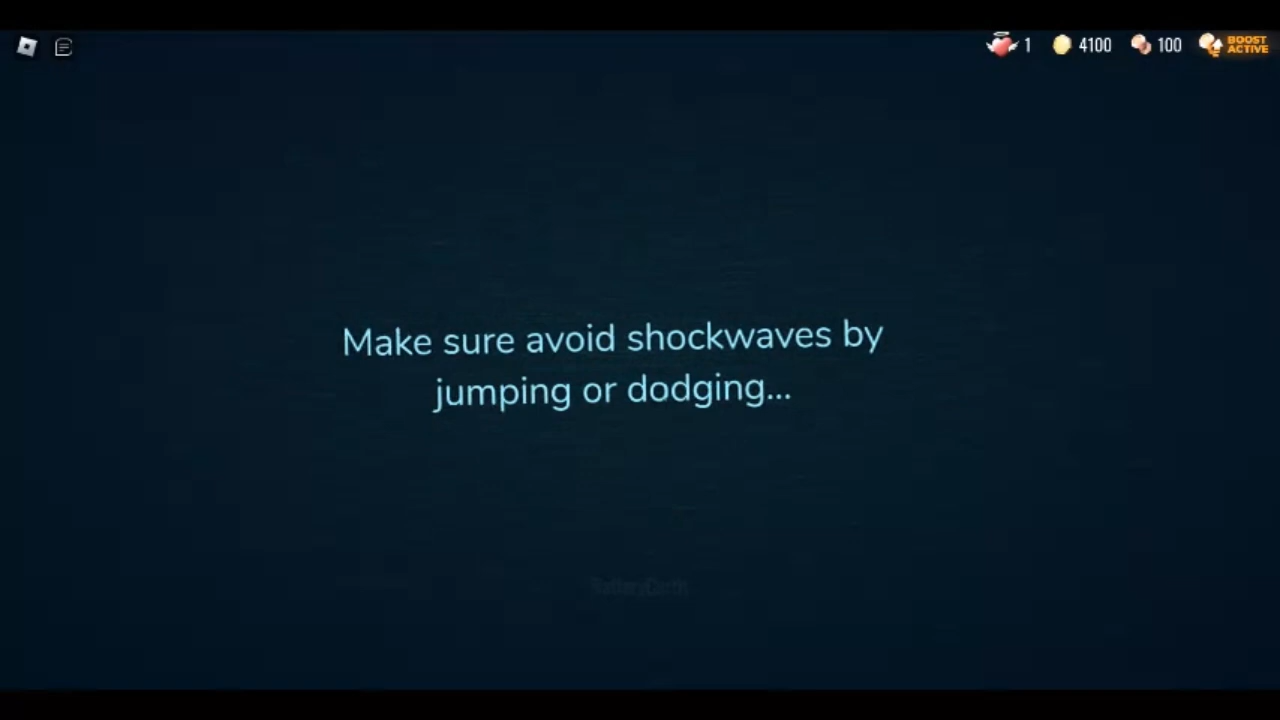 1 4100 100 BOOST
ACTIVE
Make sure avoid shockwaves by
jumping or dodging...